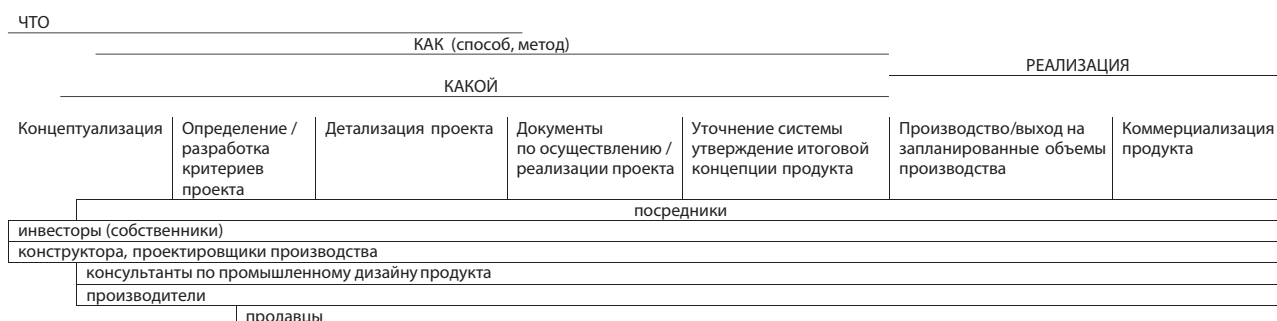 ЧТО
КАК (способ, метод)
РЕАЛИЗАЦИЯ
КАКОЙ
Концептуализация
Определение /
разработка
критериев
проекта
Детализация проекта
Документы
по осуществлению /
реализации проекта
Уточнение системы
утверждение итоговой
концепции продукта
Производство/выход на
запланированные объемы
производства
Коммерциализация
продукта
посредники
инвесторы (собственники)
конструктора, проектировщики производства
консультанты по промышленному дизайну продукта
производители
продавцы